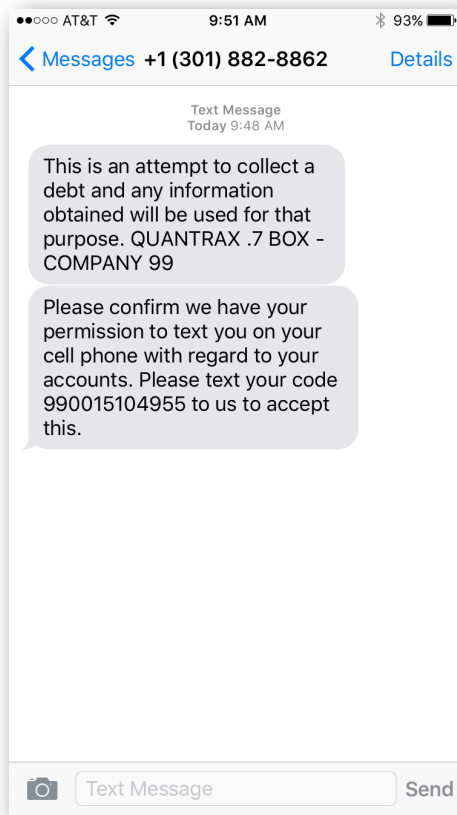 AT&T 9:51 AM 93%
Messages +1 (301) 882-8862 Details
Text Message
Today 9:48 AM
This is an attempt to collect a
debt and any information
obtained will be used for that
purpose. QUANTRAX .7 BOX -
COMPANY 99
Please confirm we have your
permission to text you on your
cell phone with regard to your
accounts. Please text your code
990015104955 to us to accept
this.
Text Message Send